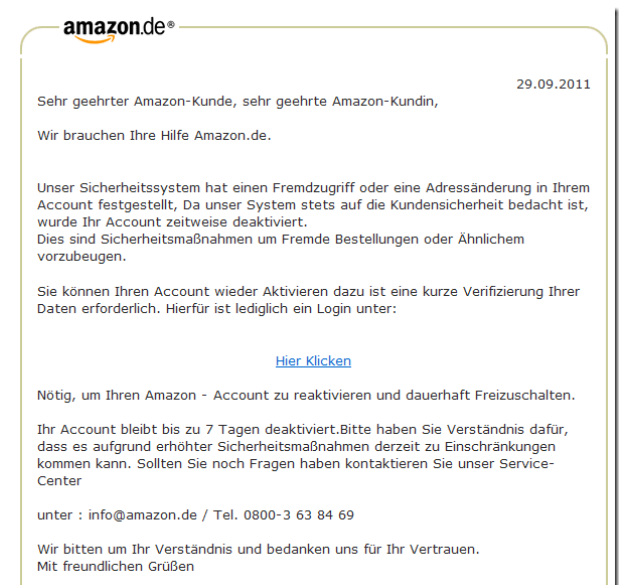 amazon.de®
29.09.2011
Sehr geehrter Amazon-Kunde, sehr geehrte Amazon-Kundin,
Wir brauchen Ihre Hilfe Amazon.de.
Unser Sicherheitssystem hat einen Fremdzugriff oder eine Adressänderung in Ihrem
Account festgestellt, Da unser System stets auf die Kundensicherheit bedacht ist,
wurde Ihr Account zeitweise deaktiviert.
Dies sind Sicherheitsmaßnahmen um Fremde Bestellungen oder Ähnlichem
vorzubeugen.
Sie können Ihren Account wieder Aktivieren dazu ist eine kurze Verifizierung Ihrer
Daten erforderlich. Hierfür ist lediglich ein Login unter:
Hier Klicken
Nötig, um Ihren Amazon - Account zu reaktivieren und dauerhaft Freizuschalten.
Ihr Account bleibt bis zu 7 Tagen deaktiviert.Bitte haben Sie Verständnis dafür,
dass es aufgrund erhöhter Sicherheitsmaßnahmen derzeit zu Einschränkungen
kommen kann. Sollten Sie noch Fragen haben kontaktieren Sie unser Service-
Center
unter : info@amazon.de / Tel. 0800-3 63 84 69
Wir bitten um Ihr Verständnis und bedanken uns für Ihr Vertrauen.
Mit freundlichen Grüßen